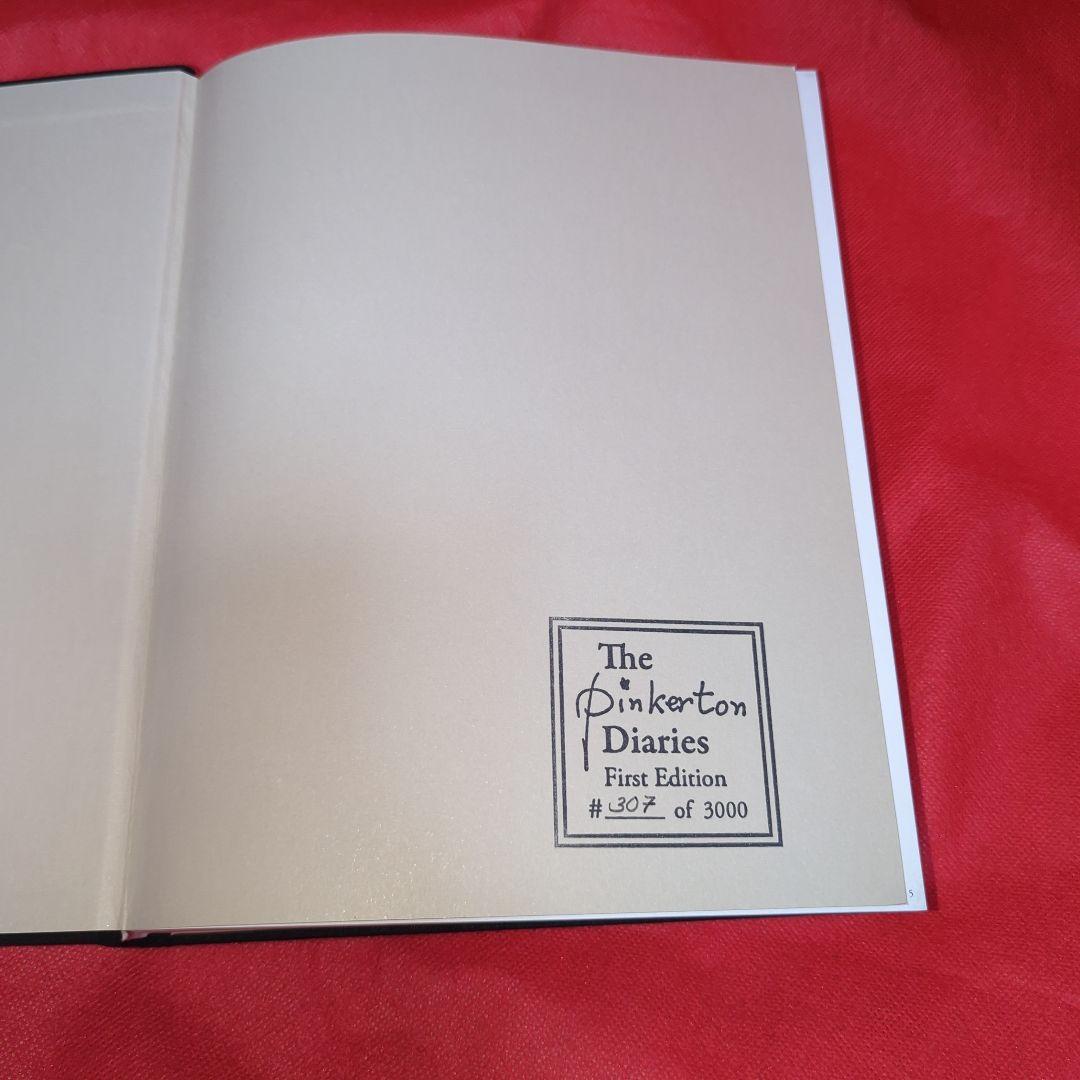 The
pinkerton
Diaries
First Edition
#307 of 3000
5